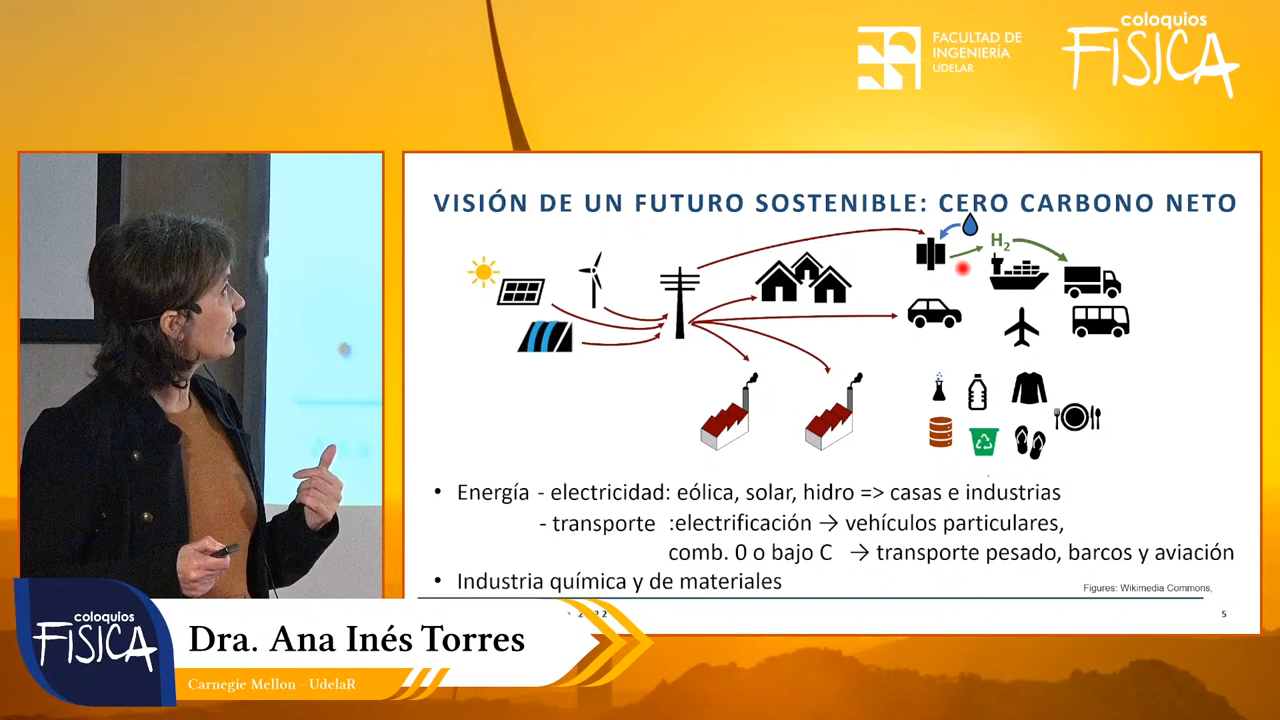 coloquios
FISICA
FACULTAD DE
INGENIERÍA
UDELAR
VISIÓN DE UN FUTURO SOSTENIBLE: CERO CARBONO NETO
H₂
• Energía - electricidad: eólica, solar, hidro => casas e industrias
- transporte :electrificación → vehículos particulares,
comb. 0 o bajo C → transporte pesado, barcos y aviación
• Industria química y de materiales
Figures: Wikimedia Commons,
2022
5
coloquios
FISICA
Dra. Ana Inés Torres
Carnegie Mellon - UdelaR